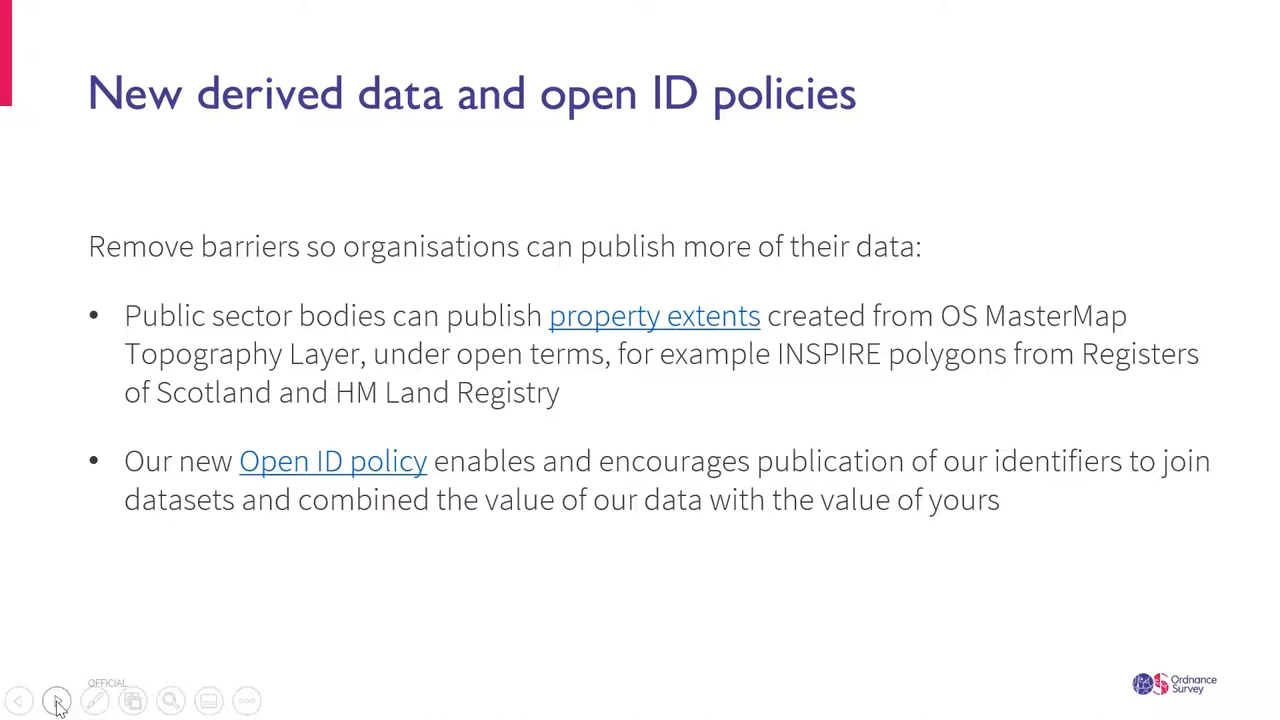 New derived data and open ID policies
Remove barriers so organisations can publish more of their data:
• Public sector bodies can publish property extents created from OS MasterMap
Topography Layer, under open terms, for example INSPIRE polygons from Registers
of Scotland and HM Land Registry
• Our new Open ID policy enables and encourages publication of our identifiers to join
datasets and combined the value of our data with the value of yours
OFFICIAL
Ordnance
Survey